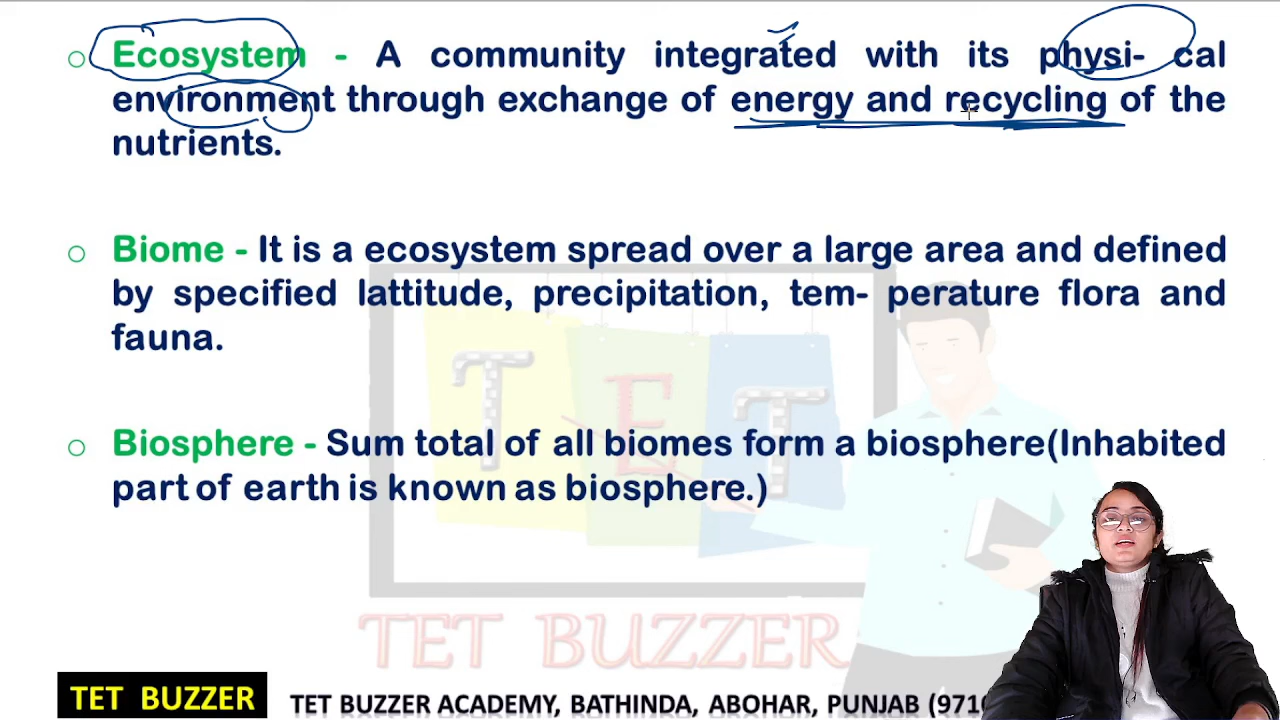 Ecosystem - A community integrated with its physi- cal
environment through exchange of energy and recycling of the
nutrients.
Biome - It is a ecosystem spread over a large area and defined
by specified lattitude, precipitation, tem- perature flora and
fauna.
Biosphere - Sum total of all biomes form a biosphere(Inhabited
part of earth is known as biosphere.)
T E T
TET BUZZER
TET BUZZER
TET BUZZER ACADEMY, BATHINDA, ABOHAR, PUNJAB